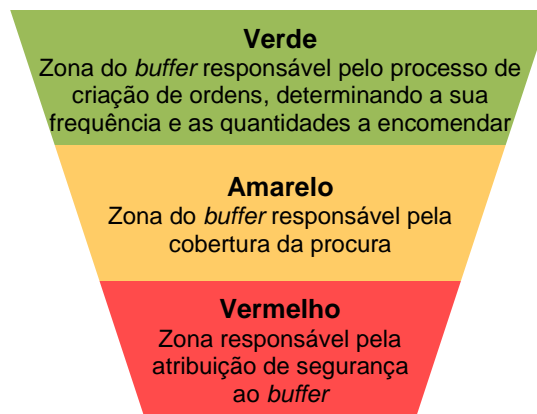 Verde
Zona do buffer responsável pelo processo de
criação de ordens, determinando a sua
frequência e as quantidades a encomendar
Amarelo
Zona do buffer responsável pela
cobertura da procura
Vermelho
Zona responsável pela
atribuição de segurança
ao buffer